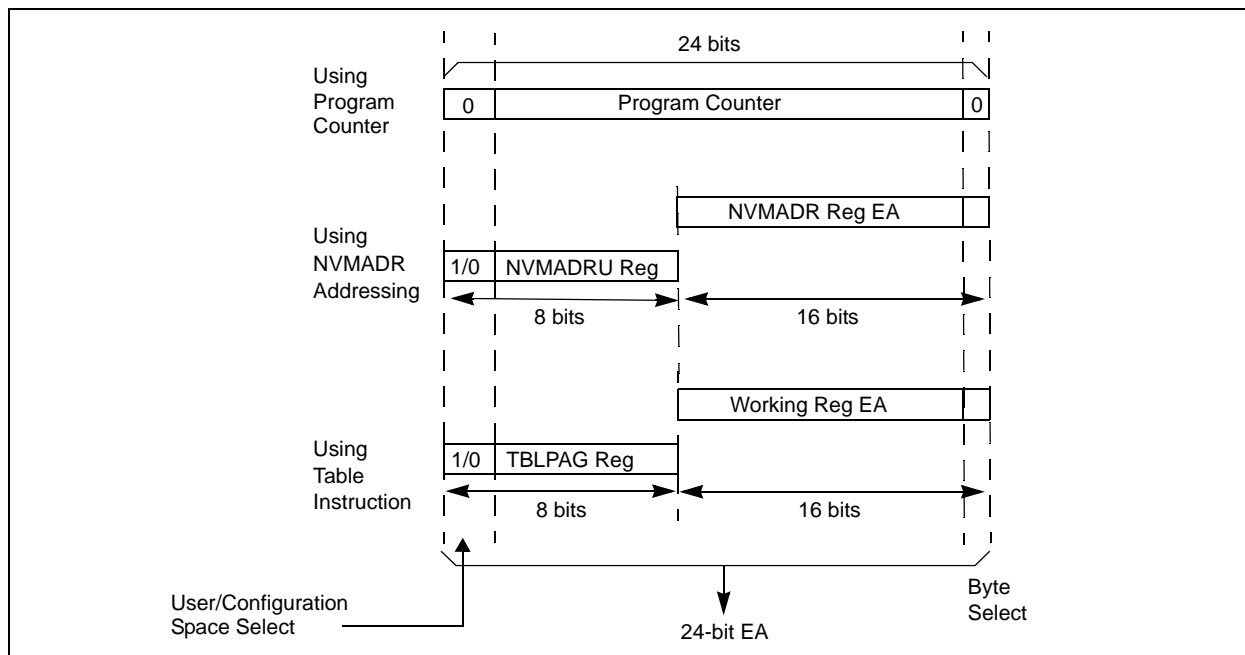 24 bits
Using
Program
Counter
0
Program Counter
0
NVMADR Reg EA
Using
NVMADR
Addressing
1/0
NVMADRU Reg
8 bits
16 bits
Working Reg EA
Using
Table
Instruction
1/0
TBLPAG Reg
8 bits
16 bits
User/Configuration
Space Select
24-bit EA
Byte
Select